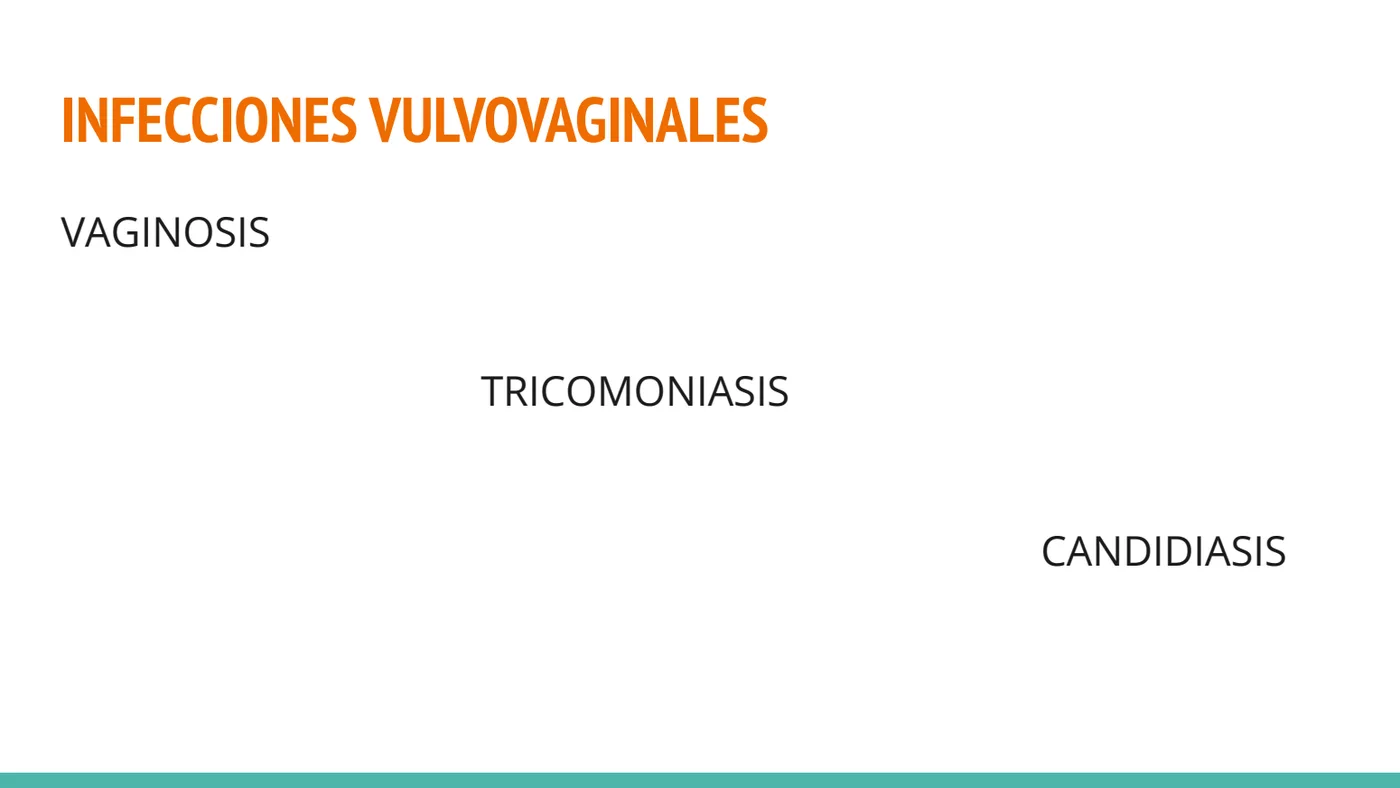 INFECCIONES VULVOVAGINALES
VAGINOSIS
TRICOMONIASIS
CANDIDIASIS